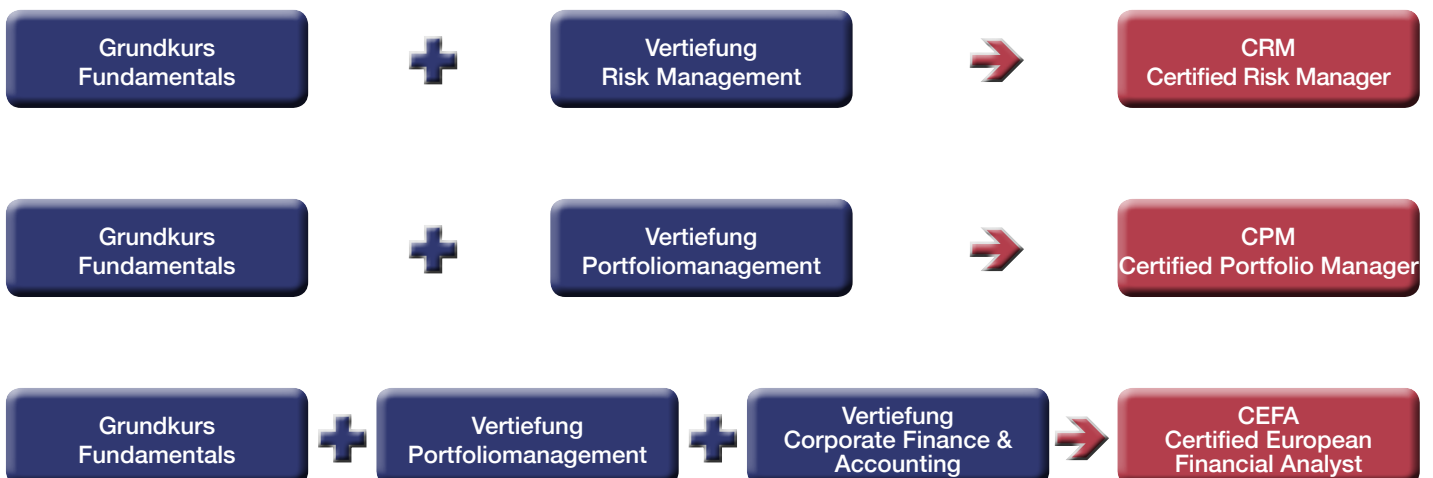 Grundkurs
Fundamentals
Vertiefung
Risk Management
CRM
Certified Risk Manager
Grundkurs
Fundamentals
Vertiefung
Portfoliomanagement
CPM
Certified Portfolio Manager
Grundkurs
Fundamentals
Vertiefung
Portfoliomanagement
Vertiefung
Corporate Finance &
Accounting
CEFA
Certified European
Financial Analyst